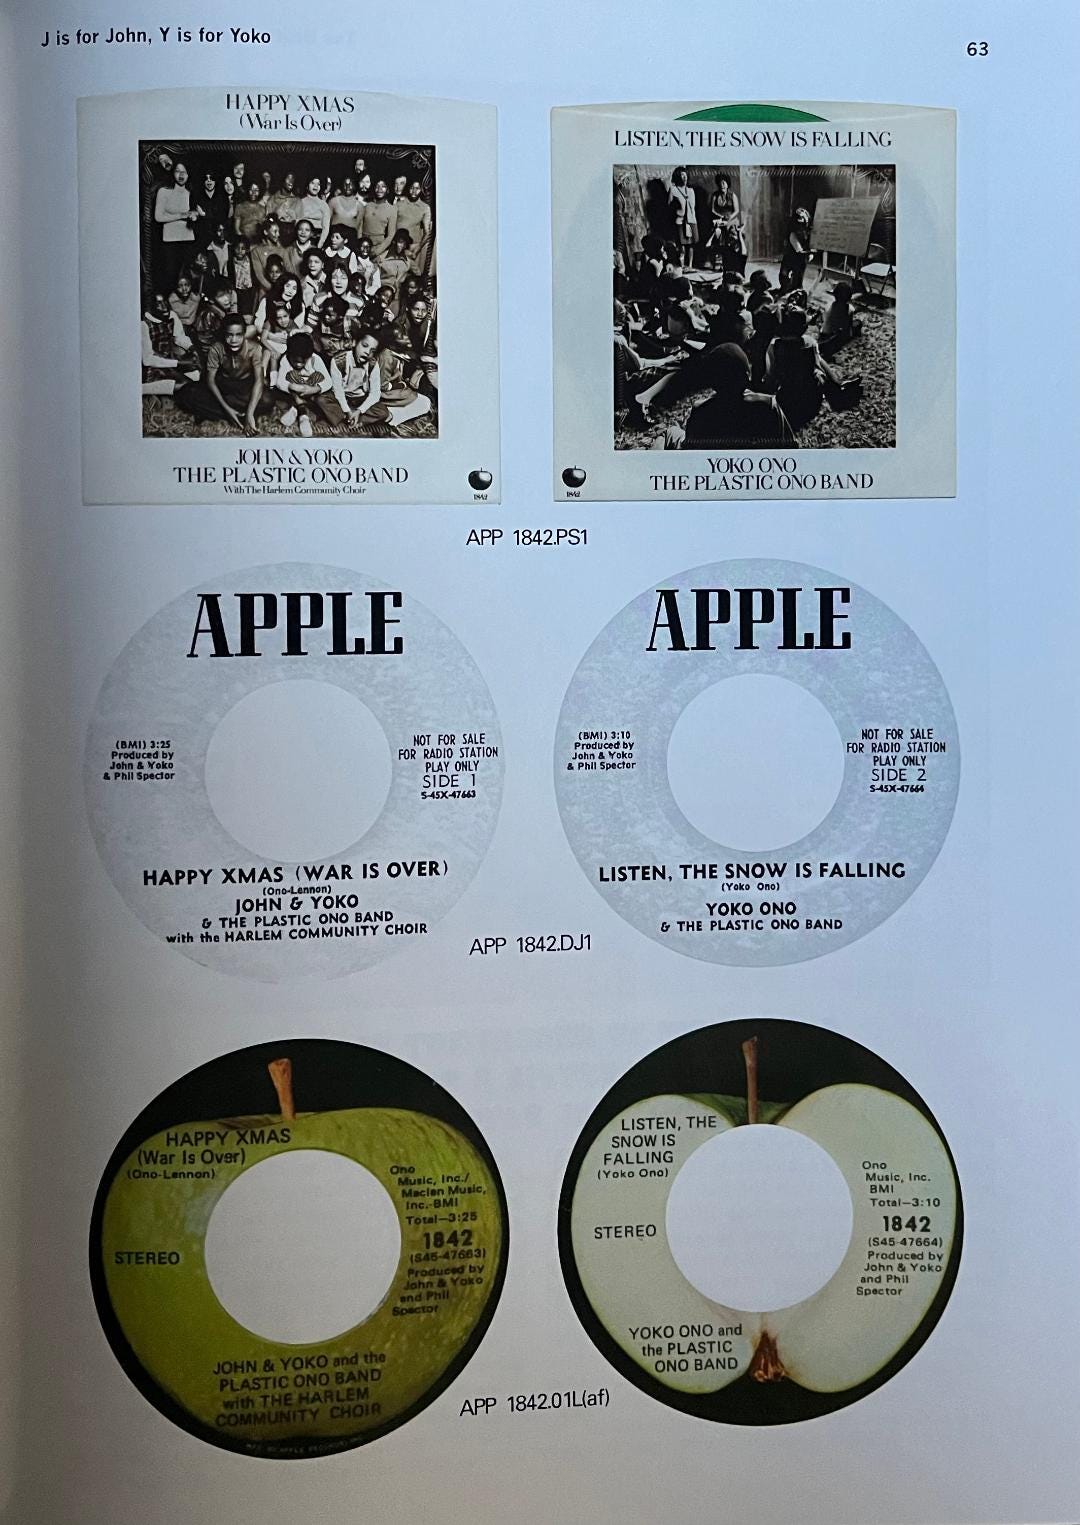 J is for John, Y is for Yoko
63
HAPPY XMAS
(War Is Over)
JOHN & YOKO
THE PLASTIC ONO BAND
With The Harlem Community Choir
1842
LISTEN, THE SNOW IS FALLING
YOKO ONO
THE PLASTIC ONO BAND
1842
APP 1842.PS1
APPLE
(BMI) 3:25
Produced by
John & Yoko
& Phil Spector
NOT FOR SALE
FOR RADIO STATION
PLAY ONLY
SIDE 1
S-45X-47663
HAPPY XMAS (WAR IS OVER)
(Ono-Lennon)
JOHN & YOKO
& THE PLASTIC ONO BAND
with the HARLEM COMMUNITY CHOIR
APPLE
(BMI) 3:10
Produced by
John & Yoko
& Phil Spector
NOT FOR SALE
FOR RADIO STATION
PLAY ONLY
SIDE 2
S-45X-47664
LISTEN, THE SNOW IS FALLING
(Yoko Ono)
YOKO ONO
& THE PLASTIC ONO BAND
APP 1842.DJ1
HAPPY XMAS
(War Is Over)
(Ono-Lennon)
STEREO
Ono
Music, Inc./
Maclen Music,
Inc.-BMI
Total-3:25
1842
(S45-47663)
Produced by
John & Yoko
and Phil
Spector
JOHN & YOKO and the
PLASTIC ONO BAND
with THE HARLEM
COMMUNITY CHOIR
LISTEN, THE
SNOW IS
FALLING
(Yoko Ono)
STEREO
Ono
Music, Inc.
BMI
Total-3:10
1842
(S45-47664)
Produced by
John & Yoko
and Phil
Spector
YOKO ONO and
the PLASTIC
ONO BAND
APP 1842.01L(af)